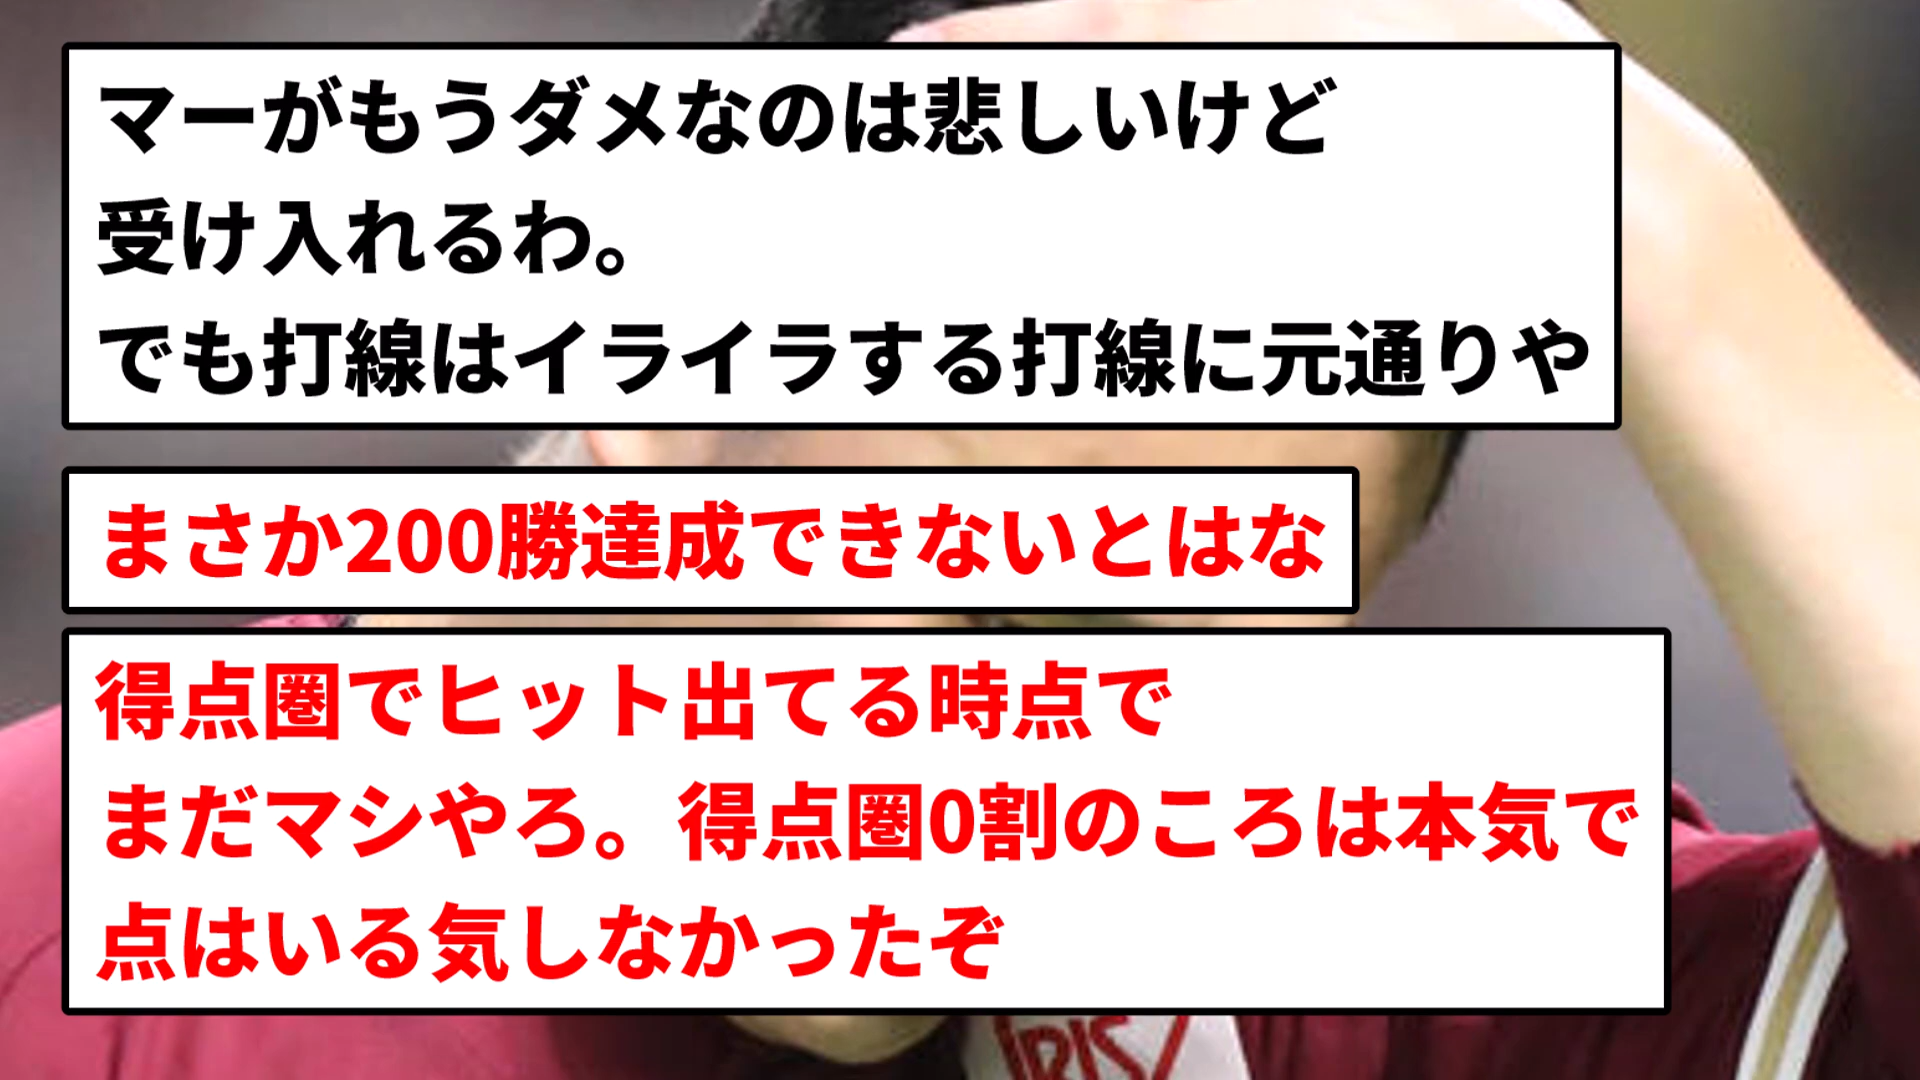 マーがもうダメなのは悲しいけど
受け入れるわ。
でも打線はイライラする打線に元通りや
まさか200勝達成できないとはな
得点圏でヒット出てる時点で
まだマシやろ。得点圏0割のころは本気で
点はいる気しなかったぞ
IRIS